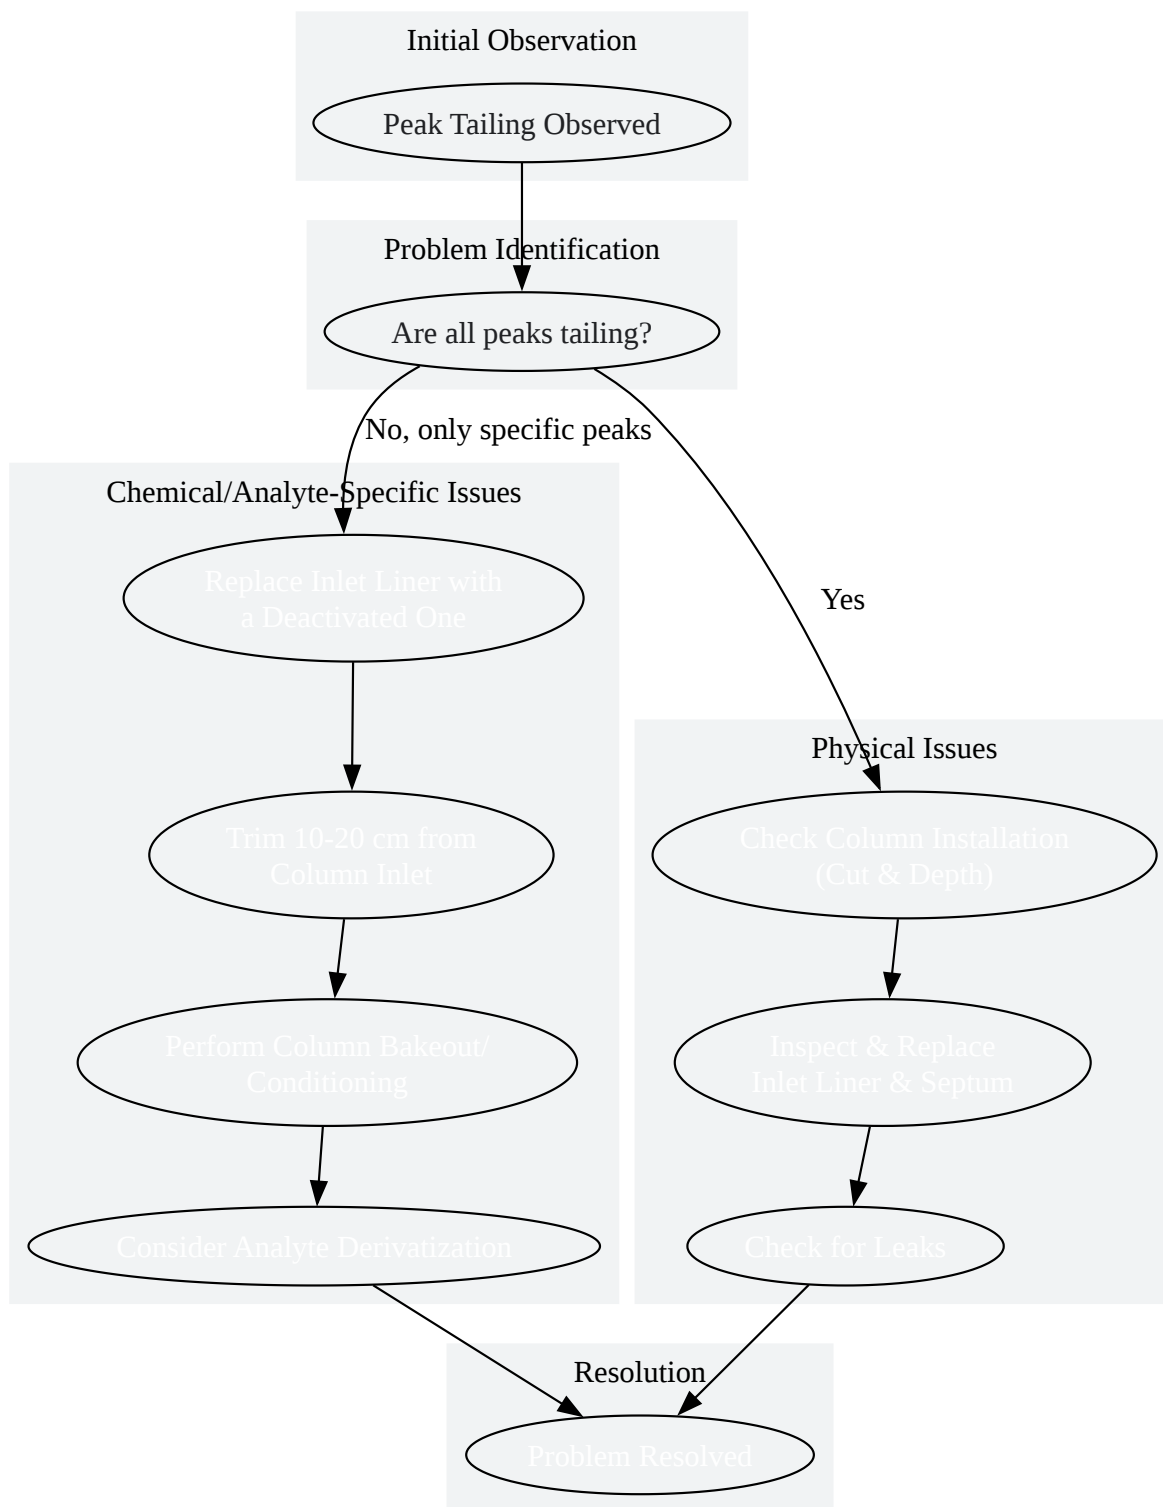 Initial Observation
Peak Tailing Observed
Problem Identification
Are all peaks tailing?
No, only specific peaks
Yes
Chemical/Analyte-Specific Issues
Replace Inlet Liner with
a Deactivated One
Trim 10-20 cm from
Column Inlet
Perform Column Bakeout/
Conditioning
Consider Analyte Derivatization
Physical Issues
Check Column Installation
(Cut & Depth)
Inspect & Replace
Inlet Liner & Septum
Check for Leaks
Resolution
Problem Resolved